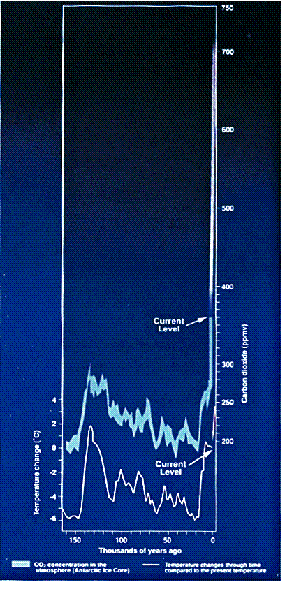 750
700
600
500
400
Current
Level
300
250
200
Carbon dioxide (ppmv)
4
2
0
-2
-4
-6
Temperature change (°C)
Current
Level
150
100
50
0
Thousands of years ago
CO₂ concentration in the
atmosphere (Antarctic Ice Core)
Temperature changes through time
compared to the present temperature